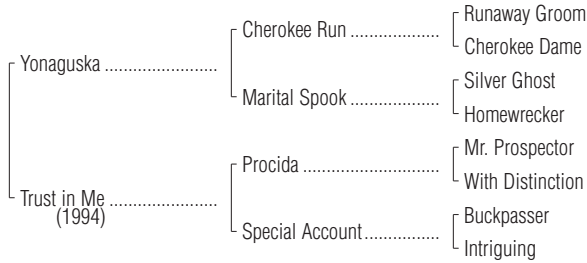 Runaway Groom
Cherokee Run ..................
Cherokee Dame
Yonaguska .......................
Silver Ghost
Marital Spook ..................
Homewrecker
Mr. Prospector
Procida ............................
With Distinction
Trust in Me ......................
(1994)
Buckpasser
Special Account ...............
Intriguing